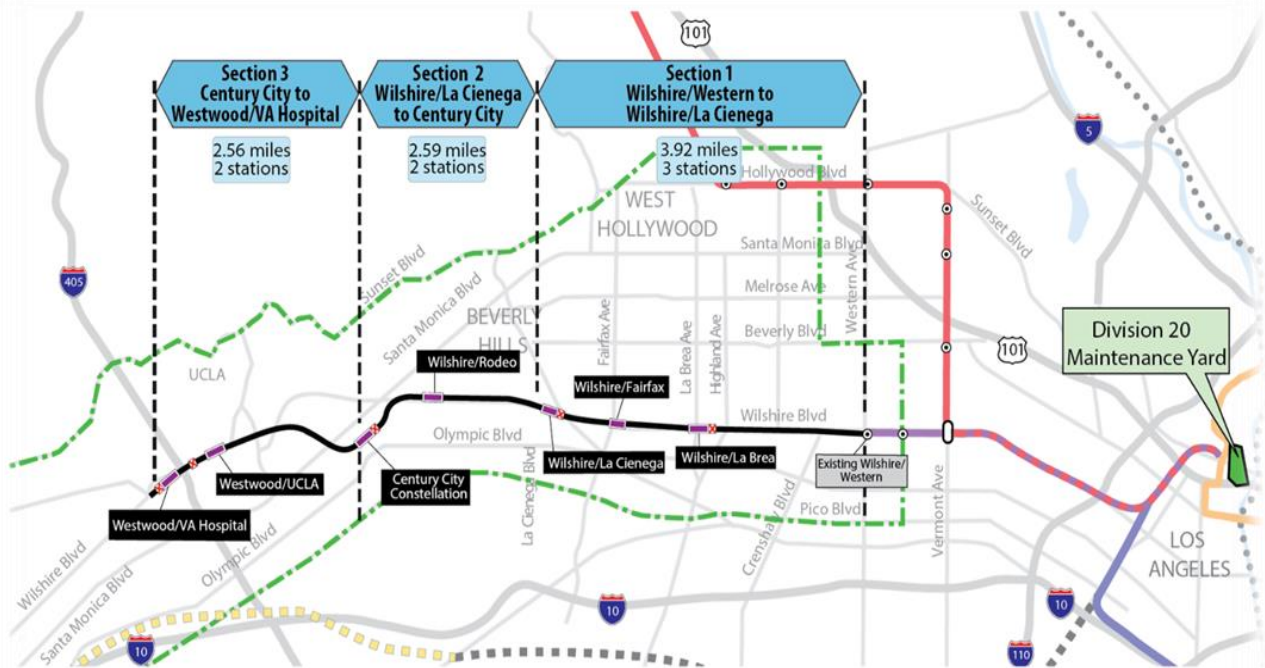 101
Section 3
Century City to
Westwood/VA Hospital
2.56 miles
2 stations
Section 2
Wilshire/La Cienega
to Century City
2.59 miles
2 stations
Section 1
Wilshire/Western to
Wilshire/La Cienega
3.92 miles
3 stations
5
Hollywood Blvd
WEST
HOLLYWOOD
Sunset Blvd
Santa Monica Blvd
Western Ave
405
Sunset Blvd
Santa Monica Blvd
Melrose Ave
BEVERLY
HILLS
Fairfax Ave
La Brea Ave
Highland Ave
Beverly Blvd
101
Division 20
Maintenance Yard
UCLA
Wilshire/Rodeo
Wilshire/Fairfax
Wilshire Blvd
Olympic Blvd
Wilshire/La Cienega
Wilshire/La Brea
Existing Wilshire/
Western
Westwood/UCLA
Century City
Constellation
Westwood/VA Hospital
La Cienega Blvd
Crenshaw Blvd
Pico Blvd
Vermont Ave
LOS
ANGELES
Wilshire Blvd
Santa Monica Blvd
Olympic Blvd
10
10
10
110